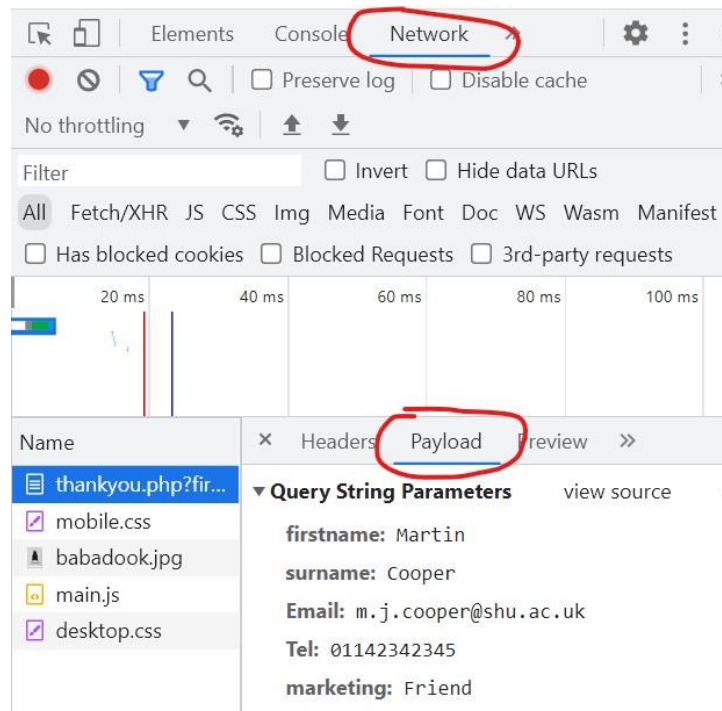 Elements Console Network »
Preserve log Disable cache
No throttling
Filter Invert Hide data URLs
All Fetch/XHR JS CSS Img Media Font Doc WS Wasm Manifest
Has blocked cookies Blocked Requests 3rd-party requests
20 ms 40 ms 60 ms 80 ms 100 ms
Name
Headers Payload Preview »
thankyou.php?fir...
mobile.css
babadook.jpg
main.js
desktop.css
Query String Parameters view source
firstname: Martin
surname: Cooper
Email: m.j.cooper@shu.ac.uk
Tel: 01142342345
marketing: Friend